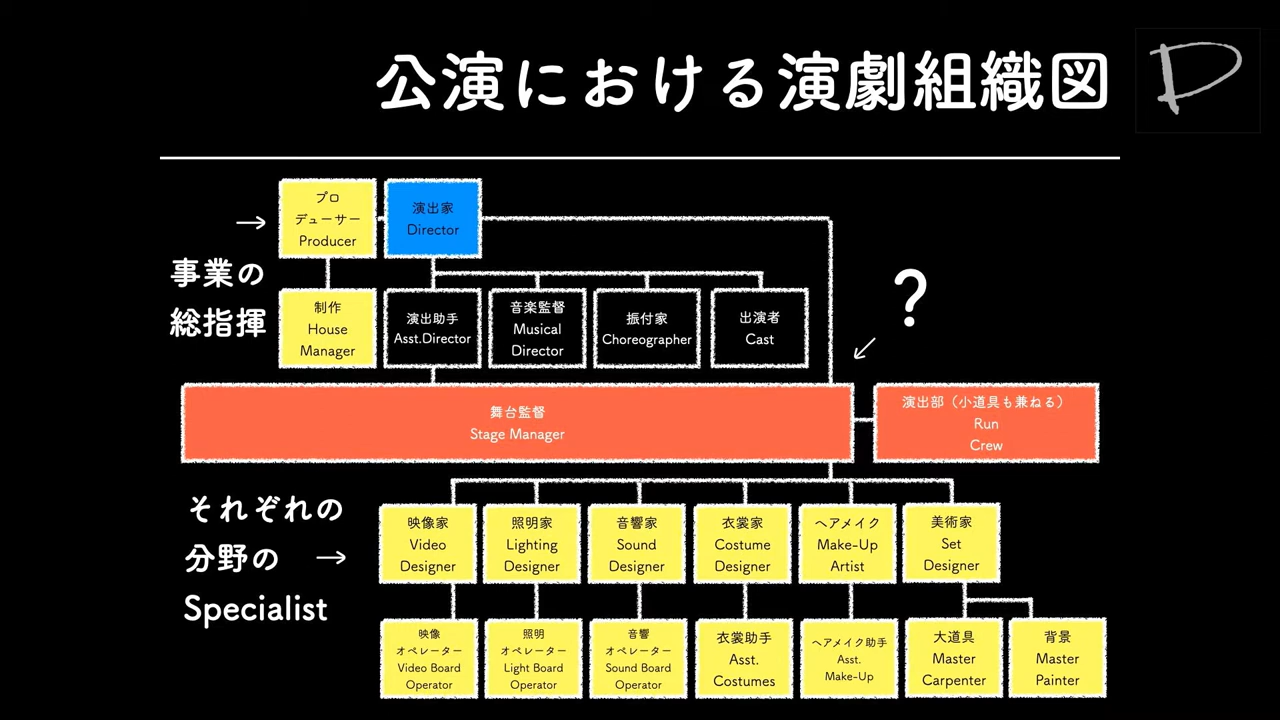 公演における演劇組織図
P
→
プロ
デューサー
Producer
演出家
Director
事業の
総指揮
制作
House
Manager
演出助手
Asst.Director
音楽監督
Musical
Director
振付家
Choreographer
出演者
Cast
?
舞台監督
Stage Manager
演出部（小道具も兼ねる）
Run
Crew
それぞれの
分野の →
Specialist
映像家
Video
Designer
照明家
Lighting
Designer
音響家
Sound
Designer
衣裳家
Costume
Designer
ヘアメイク
Make-Up
Artist
美術家
Set
Designer
映像
オペレーター
Video Board
Operator
照明
オペレーター
Light Board
Operator
音響
オペレーター
Sound Board
Operator
衣裳助手
Asst.
Costumes
ヘアメイク助手
Asst.
Make-Up
大道具
Master
Carpenter
背景
Master
Painter